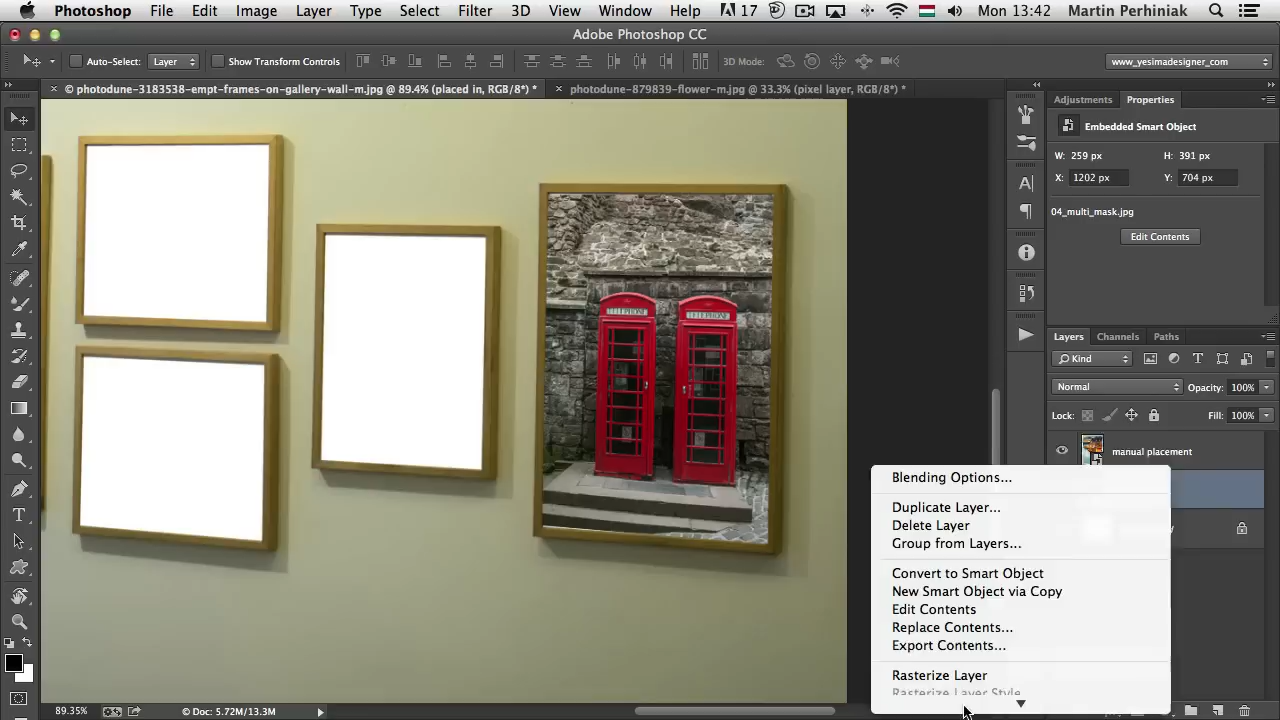 Photoshop File Edit Image Layer Type Select Filter 3D View Window Help 17 Mon 13:42 Martin Perhiniak
Adobe Photoshop CC
Auto-Select: Layer Show Transform Controls 3D Mode: www_yesimadesigner_com
© photodune-3183538-empt-frames-on-gallery-wall-m.jpg @ 89.4% (placed in, RGB/8*) * photodune-879839-flower-m.jpg @ 33.3% (pixel layer, RGB/8*) *
Adjustments Properties
Embedded Smart Object
W: 259 px H: 391 px
X: 1202 px Y: 704 px
04_multi_mask.jpg
Edit Contents
TELEPHONE TELEPHONE
Layers Channels Paths
Kind
Normal Opacity: 100%
Lock: Fill: 100%
manual placement
Blending Options...
Duplicate Layer...
Delete Layer
Group from Layers...
Convert to Smart Object
New Smart Object via Copy
Edit Contents
Replace Contents...
Export Contents...
Rasterize Layer
Rasterize Layer Style
89.35% Doc: 5.72M/13.3M